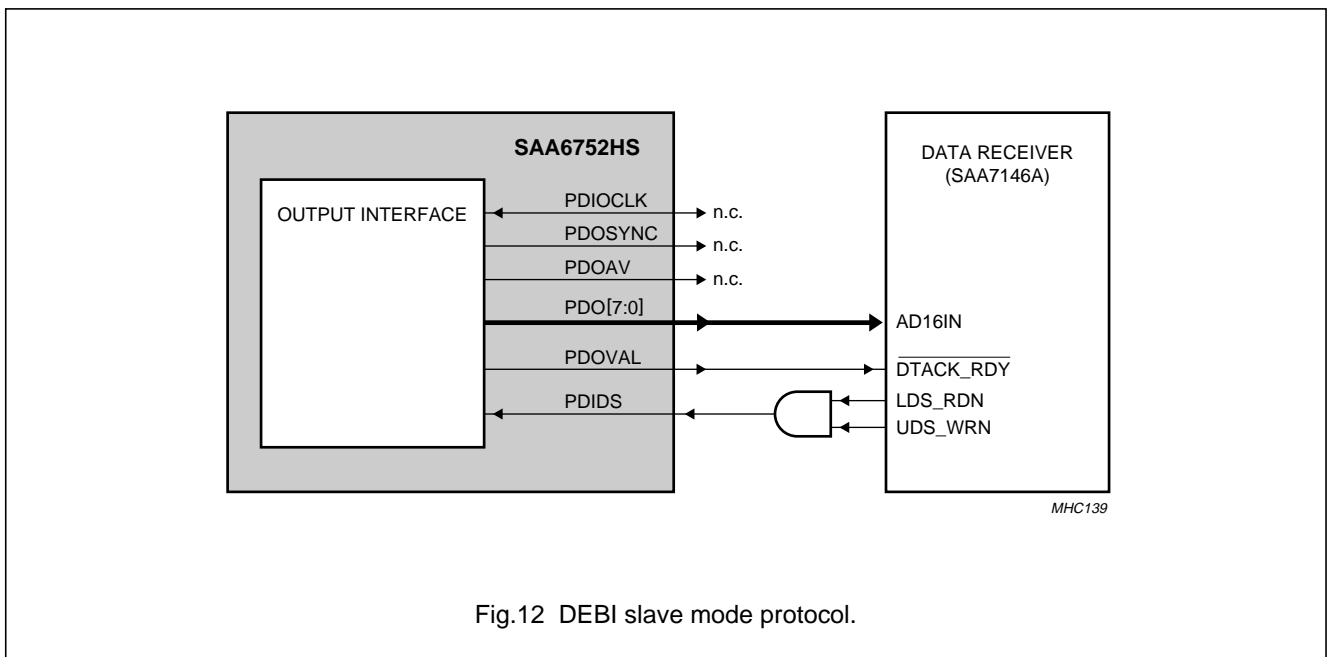 SAA6752HS
DATA RECEIVER
(SAA7146A)
OUTPUT INTERFACE
PDIOCLK
n.c.
PDOSYNC
n.c.
PDOAV
n.c.
PDO[7:0]
AD16IN
PDOVAL
DTACK_RDY
PDIDS
LDS_RDN
UDS_WRN
MHC139
Fig.12 DEBI slave mode protocol.